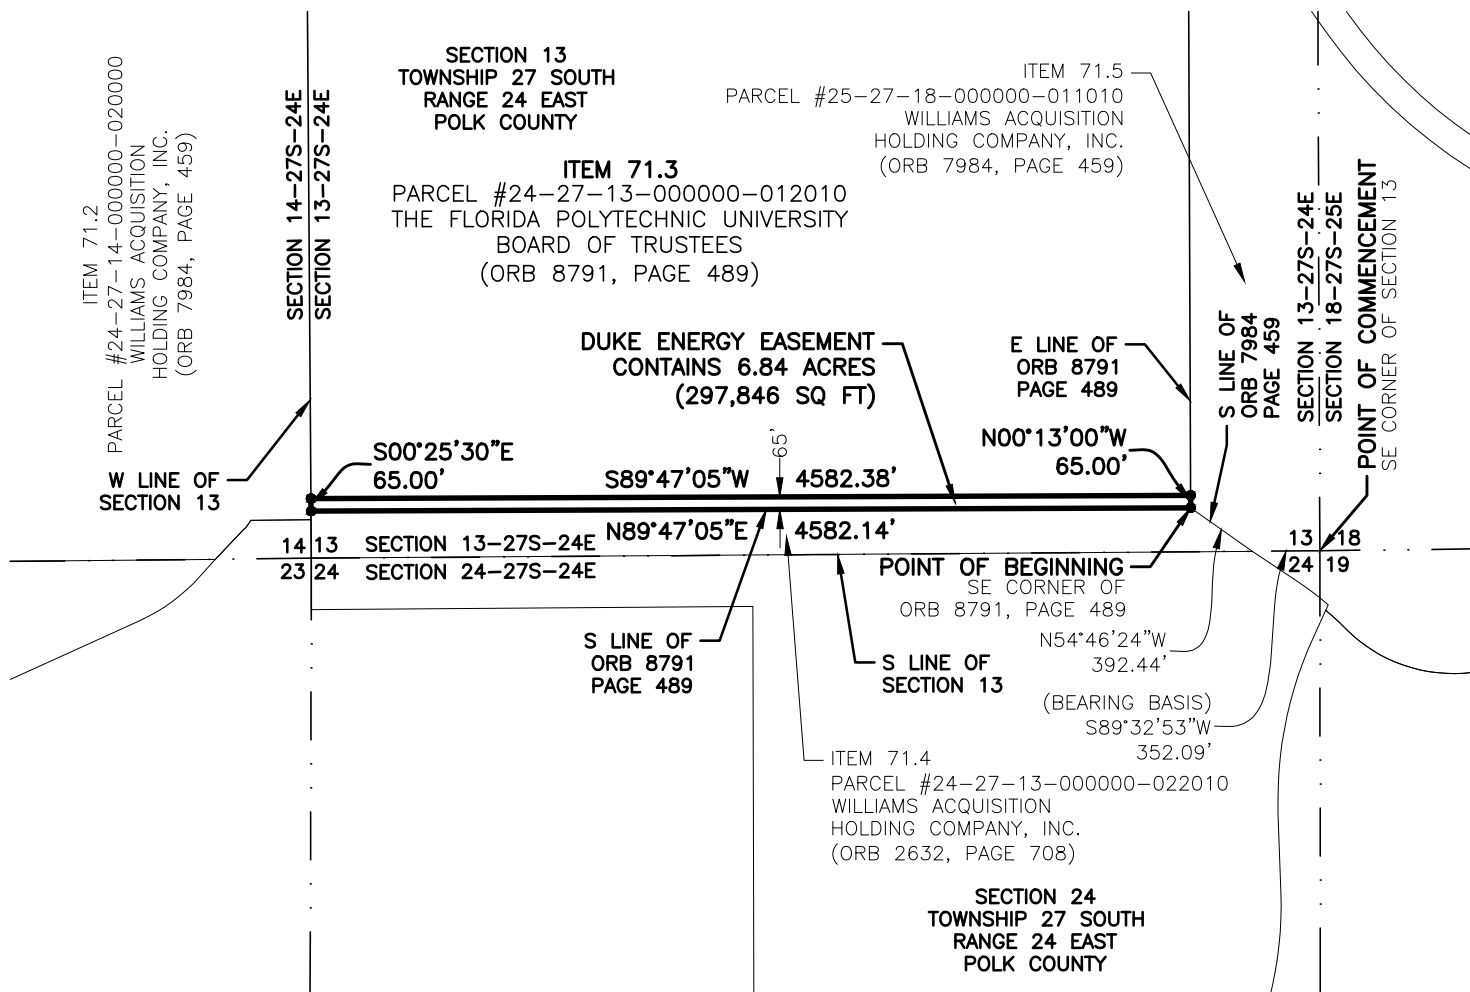 SECTION 13
TOWNSHIP 27 SOUTH
RANGE 24 EAST
POLK COUNTY
ITEM 71.2
PARCEL #24-27-14-000000-020000
WILLIAMS ACQUISITION
HOLDING COMPANY, INC.
(ORB 7984, PAGE 459)
SECTION 14-27S-24E
SECTION 13-27S-24E
ITEM 71.3
PARCEL #24-27-13-000000-012010
THE FLORIDA POLYTECHNIC UNIVERSITY
BOARD OF TRUSTEES
(ORB 8791, PAGE 489)
ITEM 71.5
PARCEL #25-27-18-000000-011010
WILLIAMS ACQUISITION
HOLDING COMPANY, INC.
(ORB 7984, PAGE 459)
DUKE ENERGY EASEMENT
CONTAINS 6.84 ACRES
(297,846 SQ FT)
E LINE OF
ORB 8791
PAGE 489
S LINE OF
ORB 7984
PAGE 459
SECTION 13-27S-24E
SECTION 18-27S-25E
POINT OF COMMENCEMENT
SE CORNER OF SECTION 13
W LINE OF
SECTION 13
S00°25'30"E
65.00'
S89°47'05"W 4582.38'
65'
N00°13'00"W
65.00'
N89°47'05"E 4582.14'
14 13 SECTION 13-27S-24E
23 24 SECTION 24-27S-24E
13 18
24 19
POINT OF BEGINNING
SE CORNER OF
ORB 8791, PAGE 489
S LINE OF
ORB 8791
PAGE 489
S LINE OF
SECTION 13
N54°46'24"W
392.44'
(BEARING BASIS)
S89°32'53"W
352.09'
ITEM 71.4
PARCEL #24-27-13-000000-022010
WILLIAMS ACQUISITION
HOLDING COMPANY, INC.
(ORB 2632, PAGE 708)
SECTION 24
TOWNSHIP 27 SOUTH
RANGE 24 EAST
POLK COUNTY